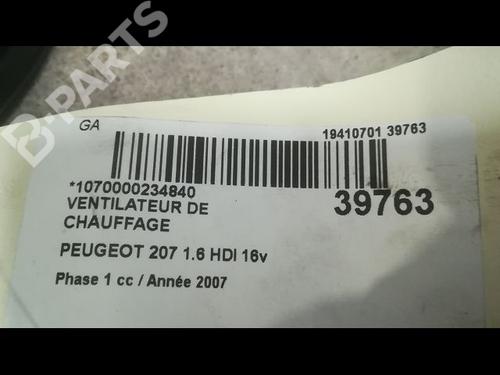 B-PARTS
GA
19410701 39763
*1070000234840
39763
VENTILATEUR DE
CHAUFFAGE
PEUGEOT 207 1.6 HDI 16v
Phase 1 cc / Année 2007